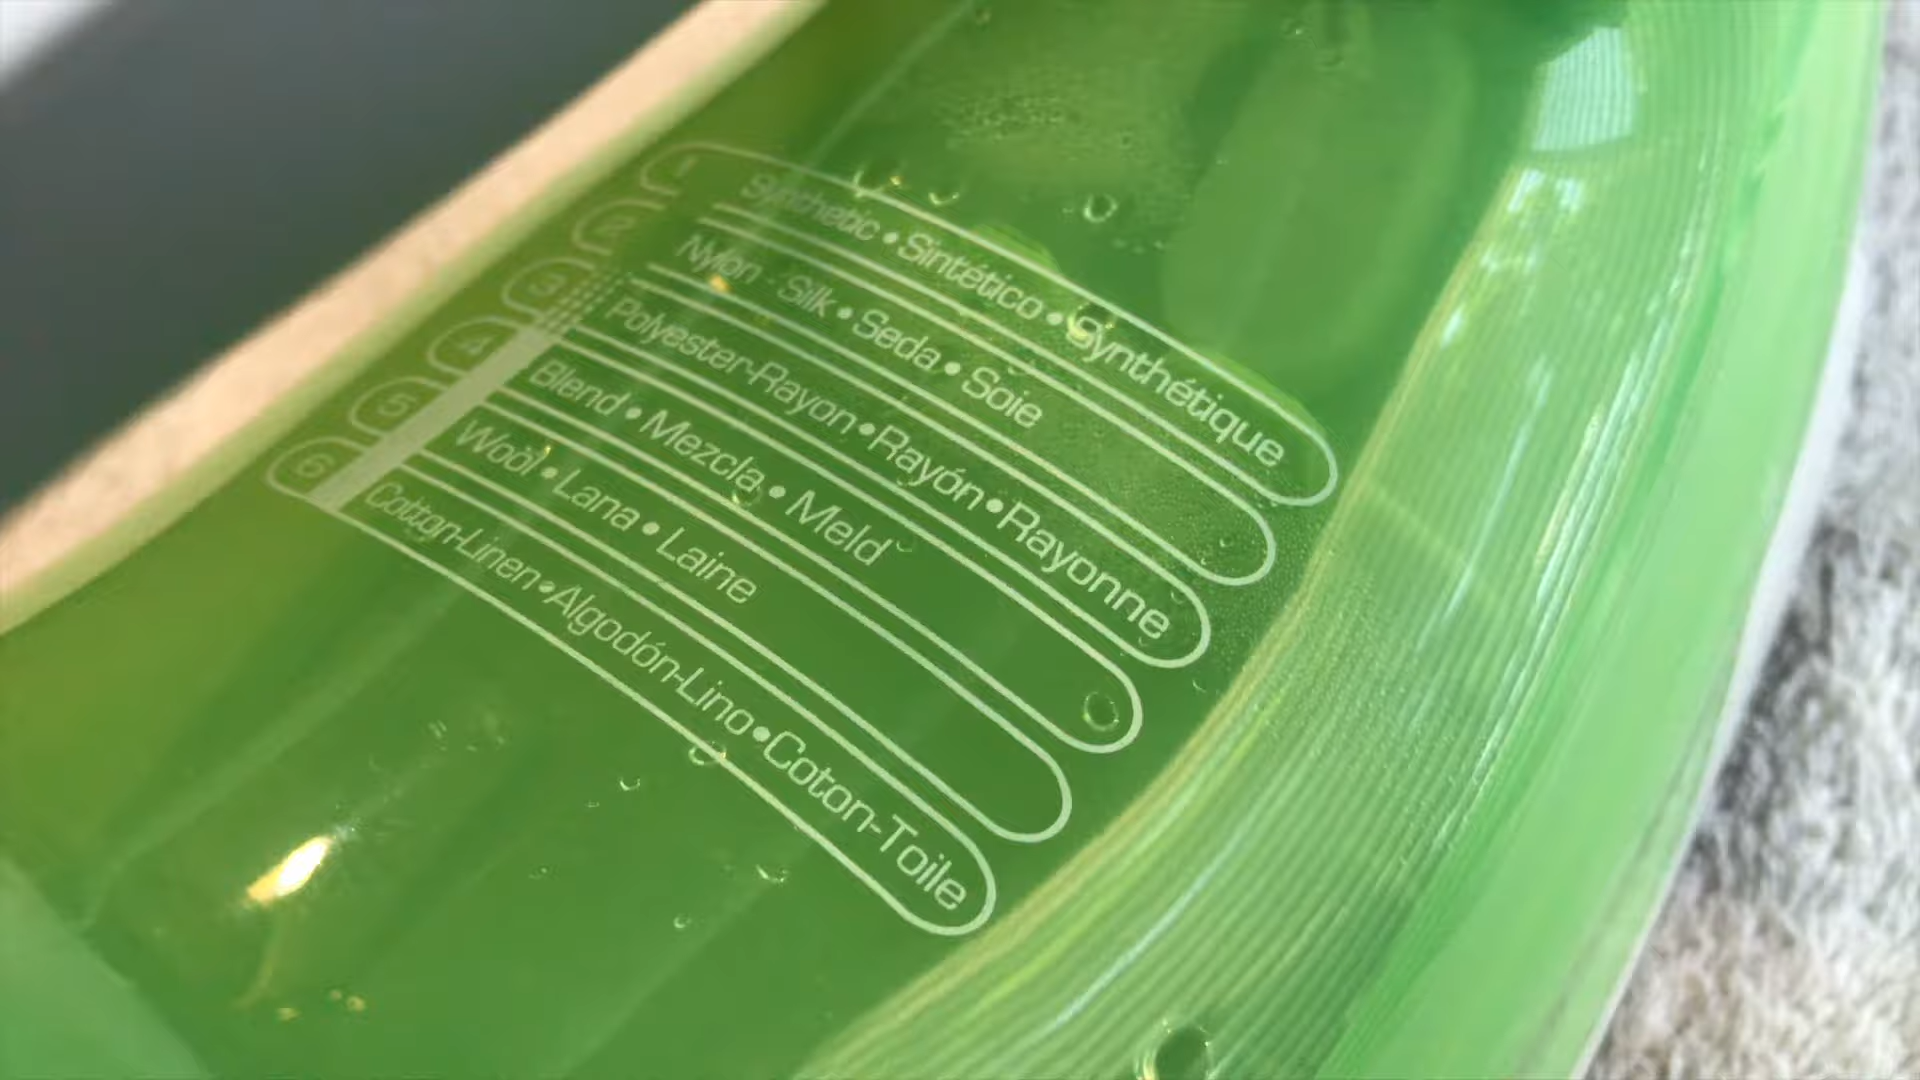 1 Synthetic • Sintético • Synthétique
2 Nylon - Silk • Seda • Soie
3 Polyester-Rayon • Rayón • Rayonne
4 Blend • Mezcla • Meld
5 Wool • Lana • Laine
6 Cotton-Linen • Algodón-Lino • Coton-Toile